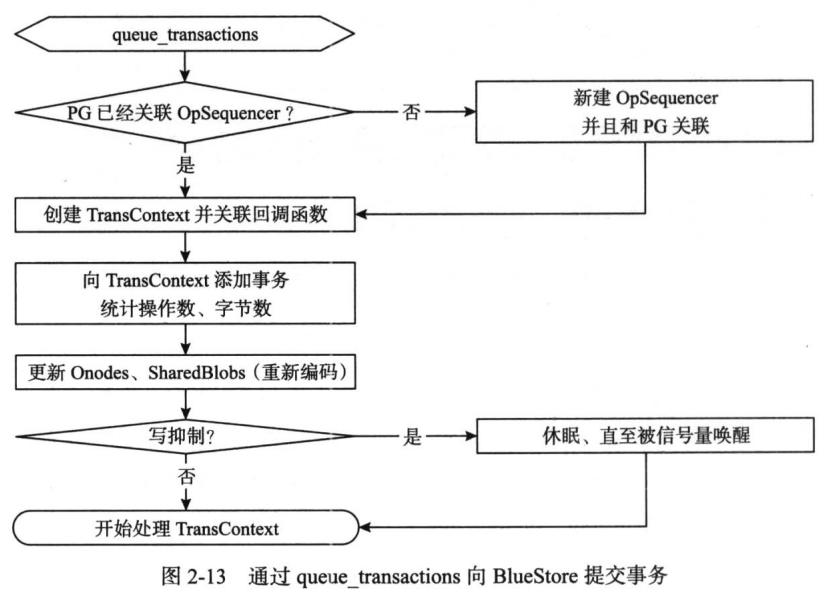 queue_transactions
PG 已经关联 OpSequencer？
否
新建 OpSequencer
并且和 PG 关联
是
创建 TransContext 并关联回调函数
向 TransContext 添加事务
统计操作数、字节数
更新 Onodes、SharedBlobs（重新编码）
写抑制？
是
休眠、直至被信号量唤醒
否
开始处理 TransContext
图 2-13　通过 queue_transactions 向 BlueStore 提交事务